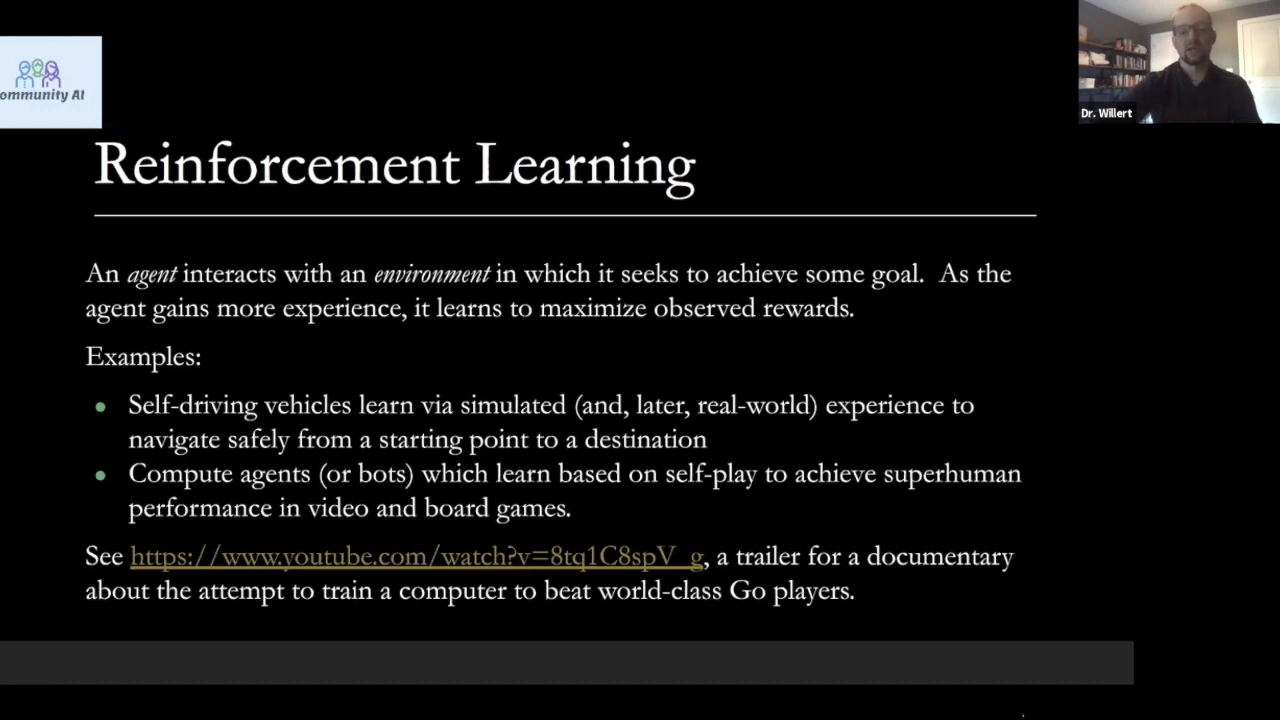 ommunity AI
Dr. Willert
Reinforcement Learning
An agent interacts with an environment in which it seeks to achieve some goal.  As the
agent gains more experience, it learns to maximize observed rewards.
Examples:
Self-driving vehicles learn via simulated (and, later, real-world) experience to
navigate safely from a starting point to a destination
Compute agents (or bots) which learn based on self-play to achieve superhuman
performance in video and board games.
See https://www.youtube.com/watch?v=8tq1C8spV_g, a trailer for a documentary
about the attempt to train a computer to beat world-class Go players.